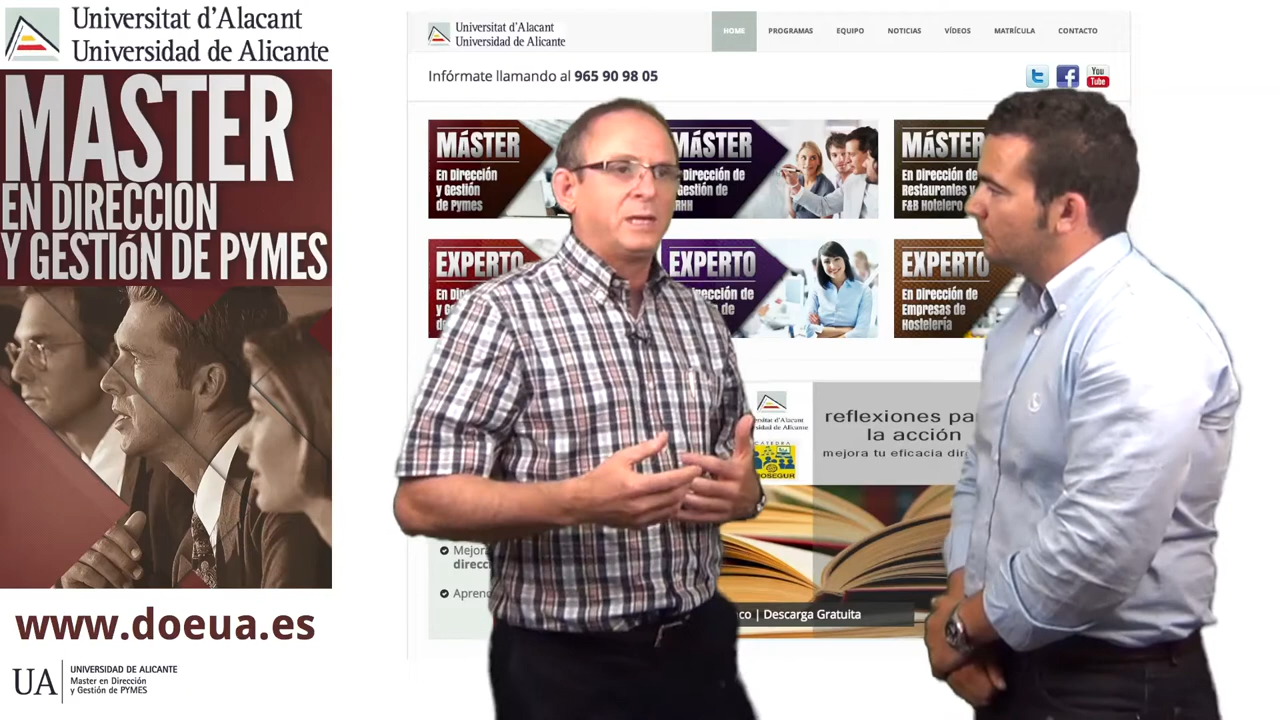 Universitat d'Alacant
Universidad de Alicante
MASTER
EN DIRECCION
Y GESTIÓN DE PYMES
www.doeua.es
UA
UNIVERSIDAD DE ALICANTE
Master en Dirección
y Gestión de PYMES
Universitat d'Alacant
Universidad de Alicante
HOME PROGRAMAS EQUIPO NOTICIAS VÍDEOS MATRÍCULA CONTACTO
Infórmate llamando al 965 90 98 05
You
Tube
MÁSTER
En Dirección
y Gestión
de Pymes
MÁSTER
Dirección de
Gestión de
RRHH
MÁSTER
En Dirección de
Restaurantes y
F&B Hotelero
EXPERTO
EXPERTO
EXPERTO
En Dirección de
Empresas de
Hostelería
reflexiones
la acción
mejora tu eficacia
| Descarga Gratuita